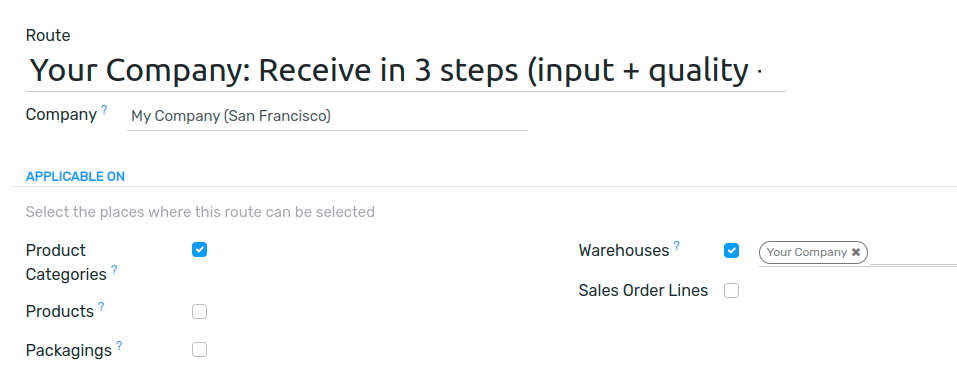 Route
Your Company: Receive in 3 steps (input + quality
Company ?
My Company (San Francisco)
APPLICABLE ON
Select the places where this route can be selected
Product
Categories ?
Products ?
Packagings ?
Warehouses ?
Your Company ✖
Sales Order Lines